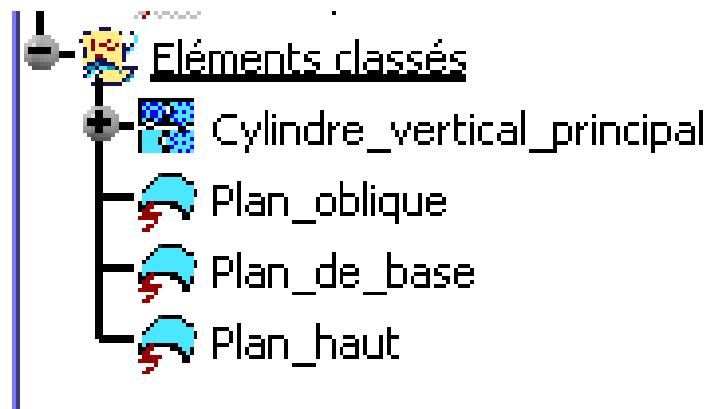 Eléments classés
Cylindre_vertical_principal
Plan_oblique
Plan_de_base
Plan_haut